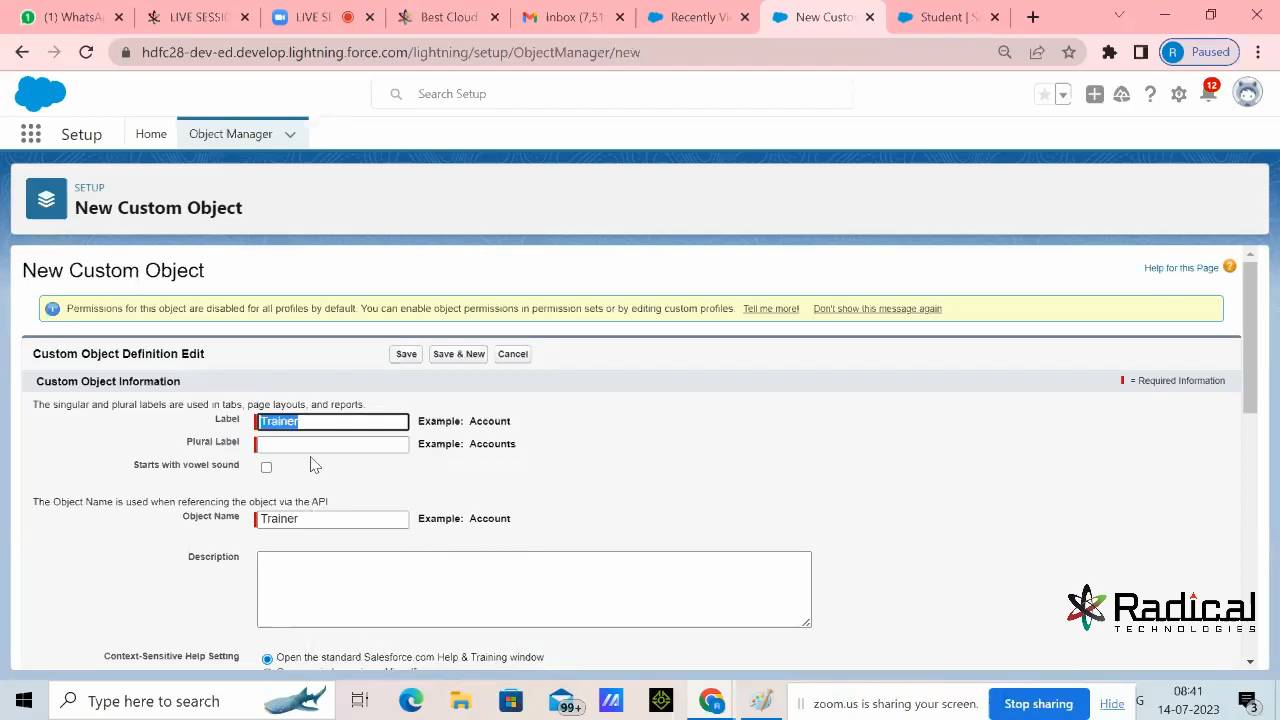 1 WhatsA
LIVE SESSI
LIVE SE
Best Cloud
Inbox (7,51
Recently Vi
New Custo
Student | S
hdfc28-dev-ed.develop.lightning.force.com/lightning/setup/ObjectManager/new
R Paused
Search Setup
12
Setup Home Object Manager
SETUP
New Custom Object
New Custom Object
Help for this Page ?
Permissions for this object are disabled for all profiles by default. You can enable object permissions in permission sets or by editing custom profiles. Tell me more! Don't show this message again
Custom Object Definition Edit Save Save & New Cancel
Custom Object Information = Required Information
The singular and plural labels are used in tabs, page layouts, and reports.
Label Trainer Example: Account
Plural Label Example: Accounts
Starts with vowel sound
The Object Name is used when referencing the object via the API
Object Name Trainer Example: Account
Description
Radical
TECHNOLOGIES
Context-Sensitive Help Setting Open the standard Salesforce.com Help & Training window
Type here to search
99+
zoom.us is sharing your screen. Stop sharing Hide
G
08:41
14-07-2023
3